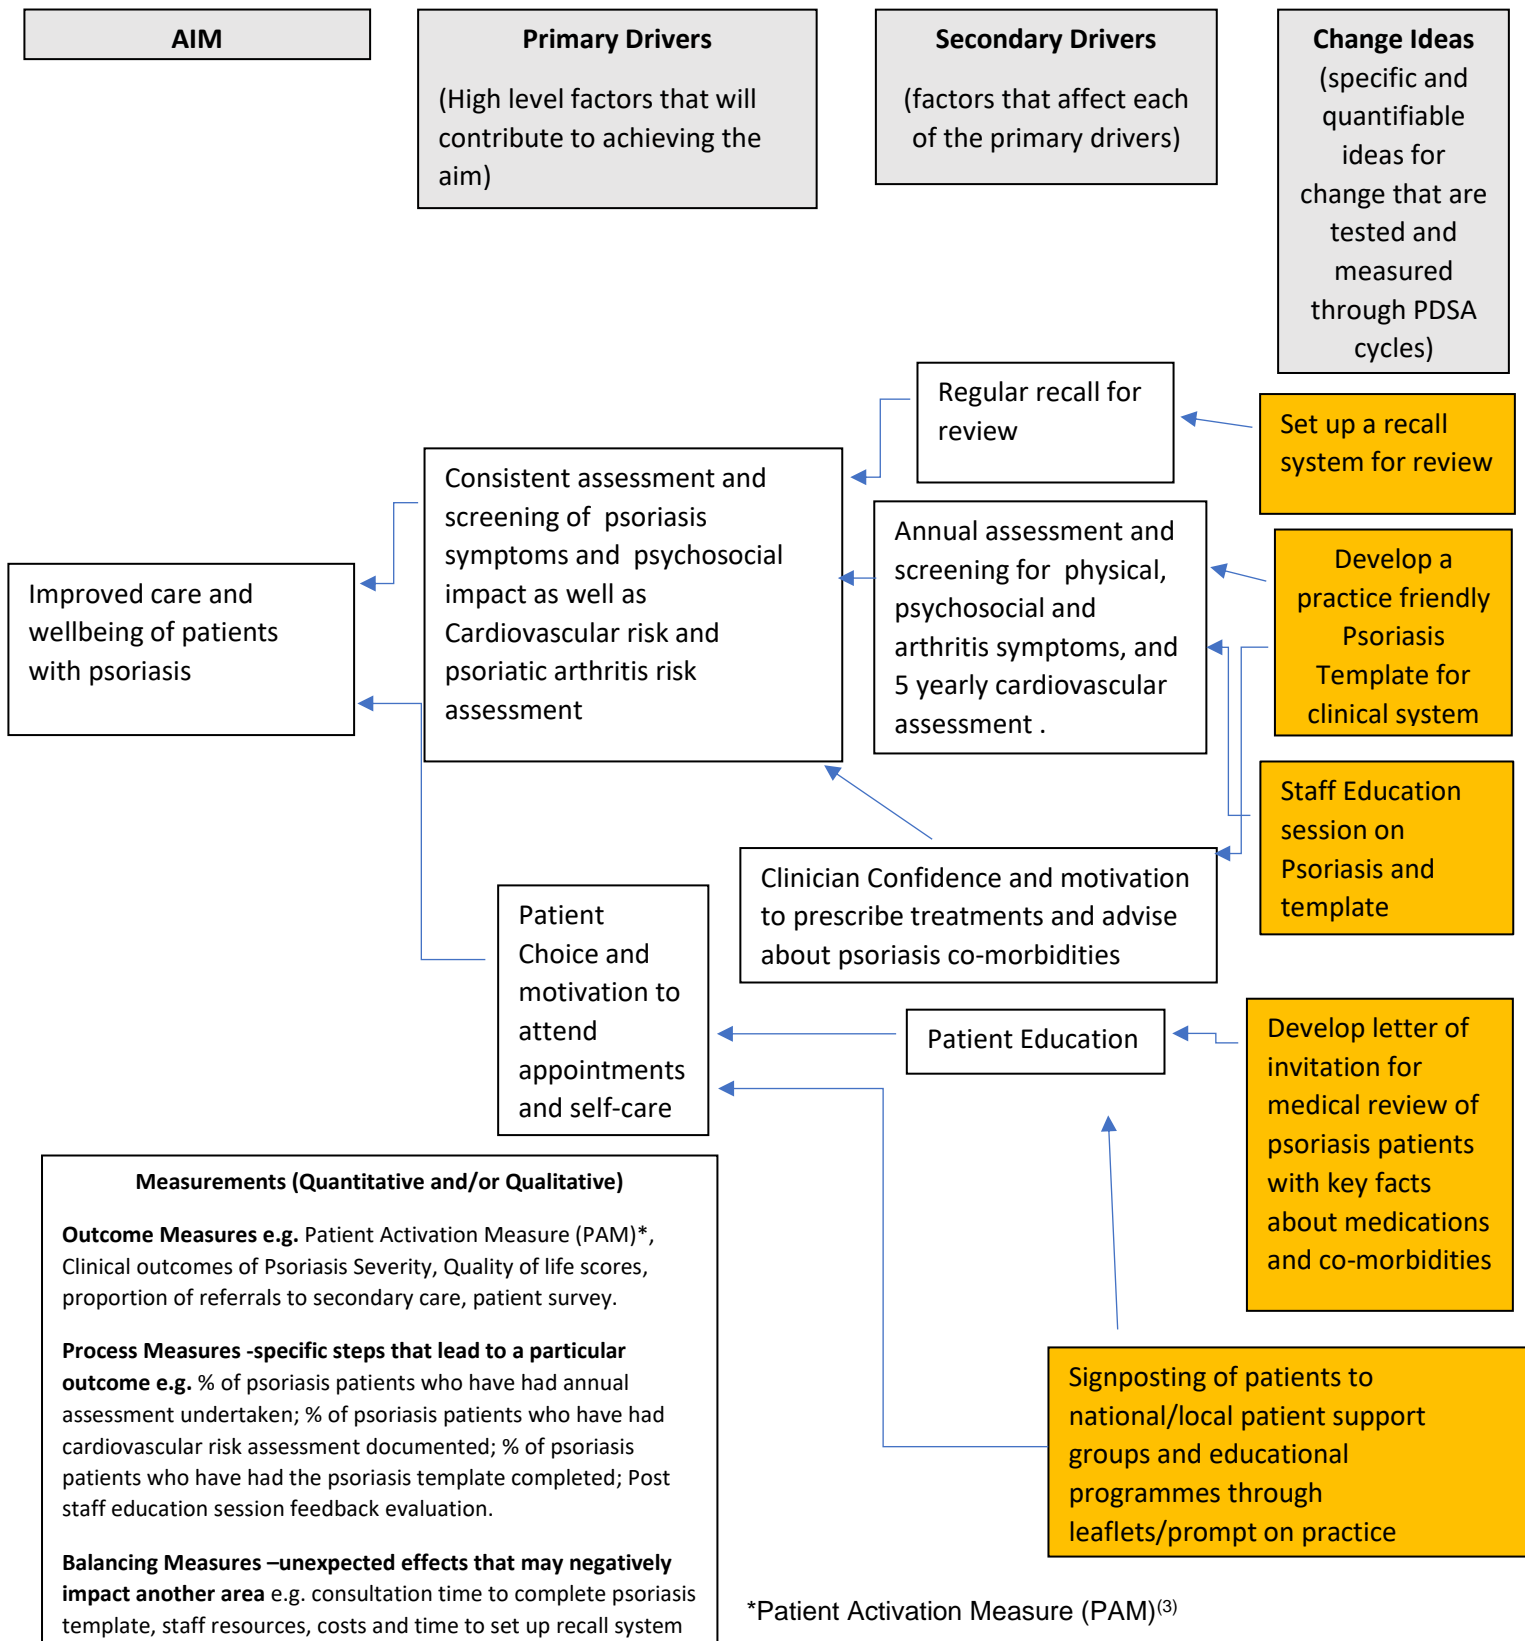 AIM
Primary Drivers
(High level factors that will
contribute to achieving the
aim)
Secondary Drivers
(factors that affect each
of the primary drivers)
Change Ideas
(specific and
quantifiable
ideas for
change that are
tested and
measured
through PDSA
cycles)
Improved care and
wellbeing of patients
with psoriasis
Consistent assessment and
screening of  psoriasis
symptoms and  psychosocial
impact as well as
Cardiovascular risk and
psoriatic arthritis risk
assessment
Patient
Choice and
motivation to
attend
appointments
and self-care
Regular recall for
review
Annual assessment and
screening for  physical,
psychosocial and
arthritis symptoms, and
5 yearly cardiovascular
assessment .
Clinician Confidence and motivation
to prescribe treatments and advise
about psoriasis co-morbidities
Patient Education
Set up a recall
system for review
Develop a
practice friendly
Psoriasis
Template for
clinical system
Staff Education
session on
Psoriasis and
template
Develop letter of
invitation for
medical review of
psoriasis patients
with key facts
about medications
and co-morbidities
Signposting of patients to
national/local patient support
groups and educational
programmes through
leaflets/prompt on practice
Measurements (Quantitative and/or Qualitative)
Outcome Measures e.g. Patient Activation Measure (PAM)*,
Clinical outcomes of Psoriasis Severity, Quality of life scores,
proportion of referrals to secondary care, patient survey.
Process Measures -specific steps that lead to a particular
outcome e.g. % of psoriasis patients who have had annual
assessment undertaken; % of psoriasis patients who have had
cardiovascular risk assessment documented; % of psoriasis
patients who have had the psoriasis template completed; Post
staff education session feedback evaluation.
Balancing Measures –unexpected effects that may negatively
impact another area e.g. consultation time to complete psoriasis
template, staff resources, costs and time to set up recall system
*Patient Activation Measure (PAM)(3)